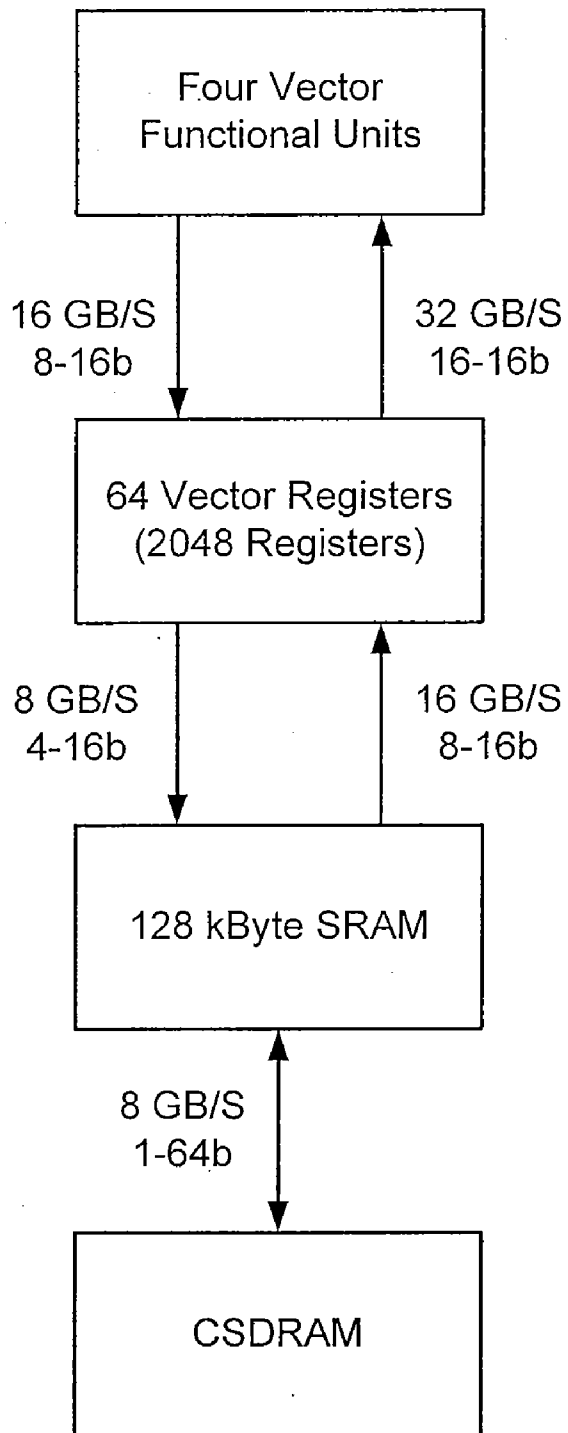 Four Vector
Functional Units
16 GB/S
8-16b
32 GB/S
16-16b
64 Vector Registers
(2048 Registers)
8 GB/S
4-16b
16 GB/S
8-16b
128 kByte SRAM
8 GB/S
1-64b
CSDRAM